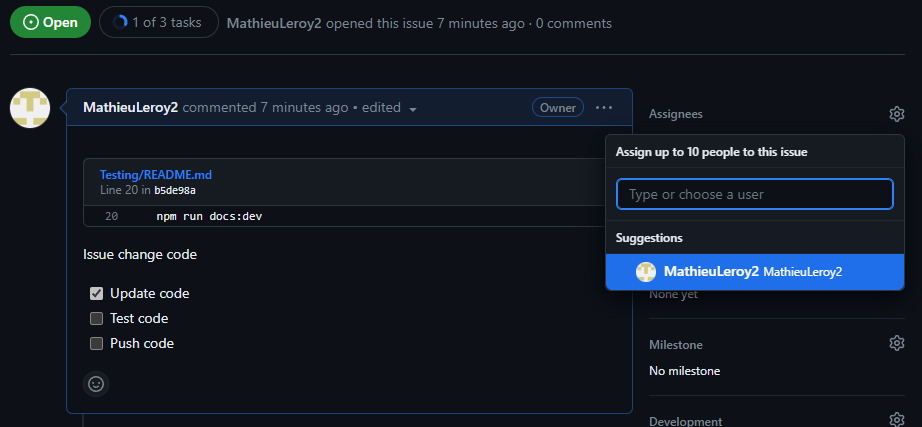 Open
1 of 3 tasks
MathieuLeroy2 opened this issue 7 minutes ago · 0 comments
MathieuLeroy2 commented 7 minutes ago • edited
Owner
Testing/README.md
Line 20 in b5de98a
20 npm run docs:dev
Issue change code
Update code
Test code
Push code
Assignees
Assign up to 10 people to this issue
Type or choose a user
Suggestions
MathieuLeroy2 MathieuLeroy2
None yet
Milestone
No milestone
Development